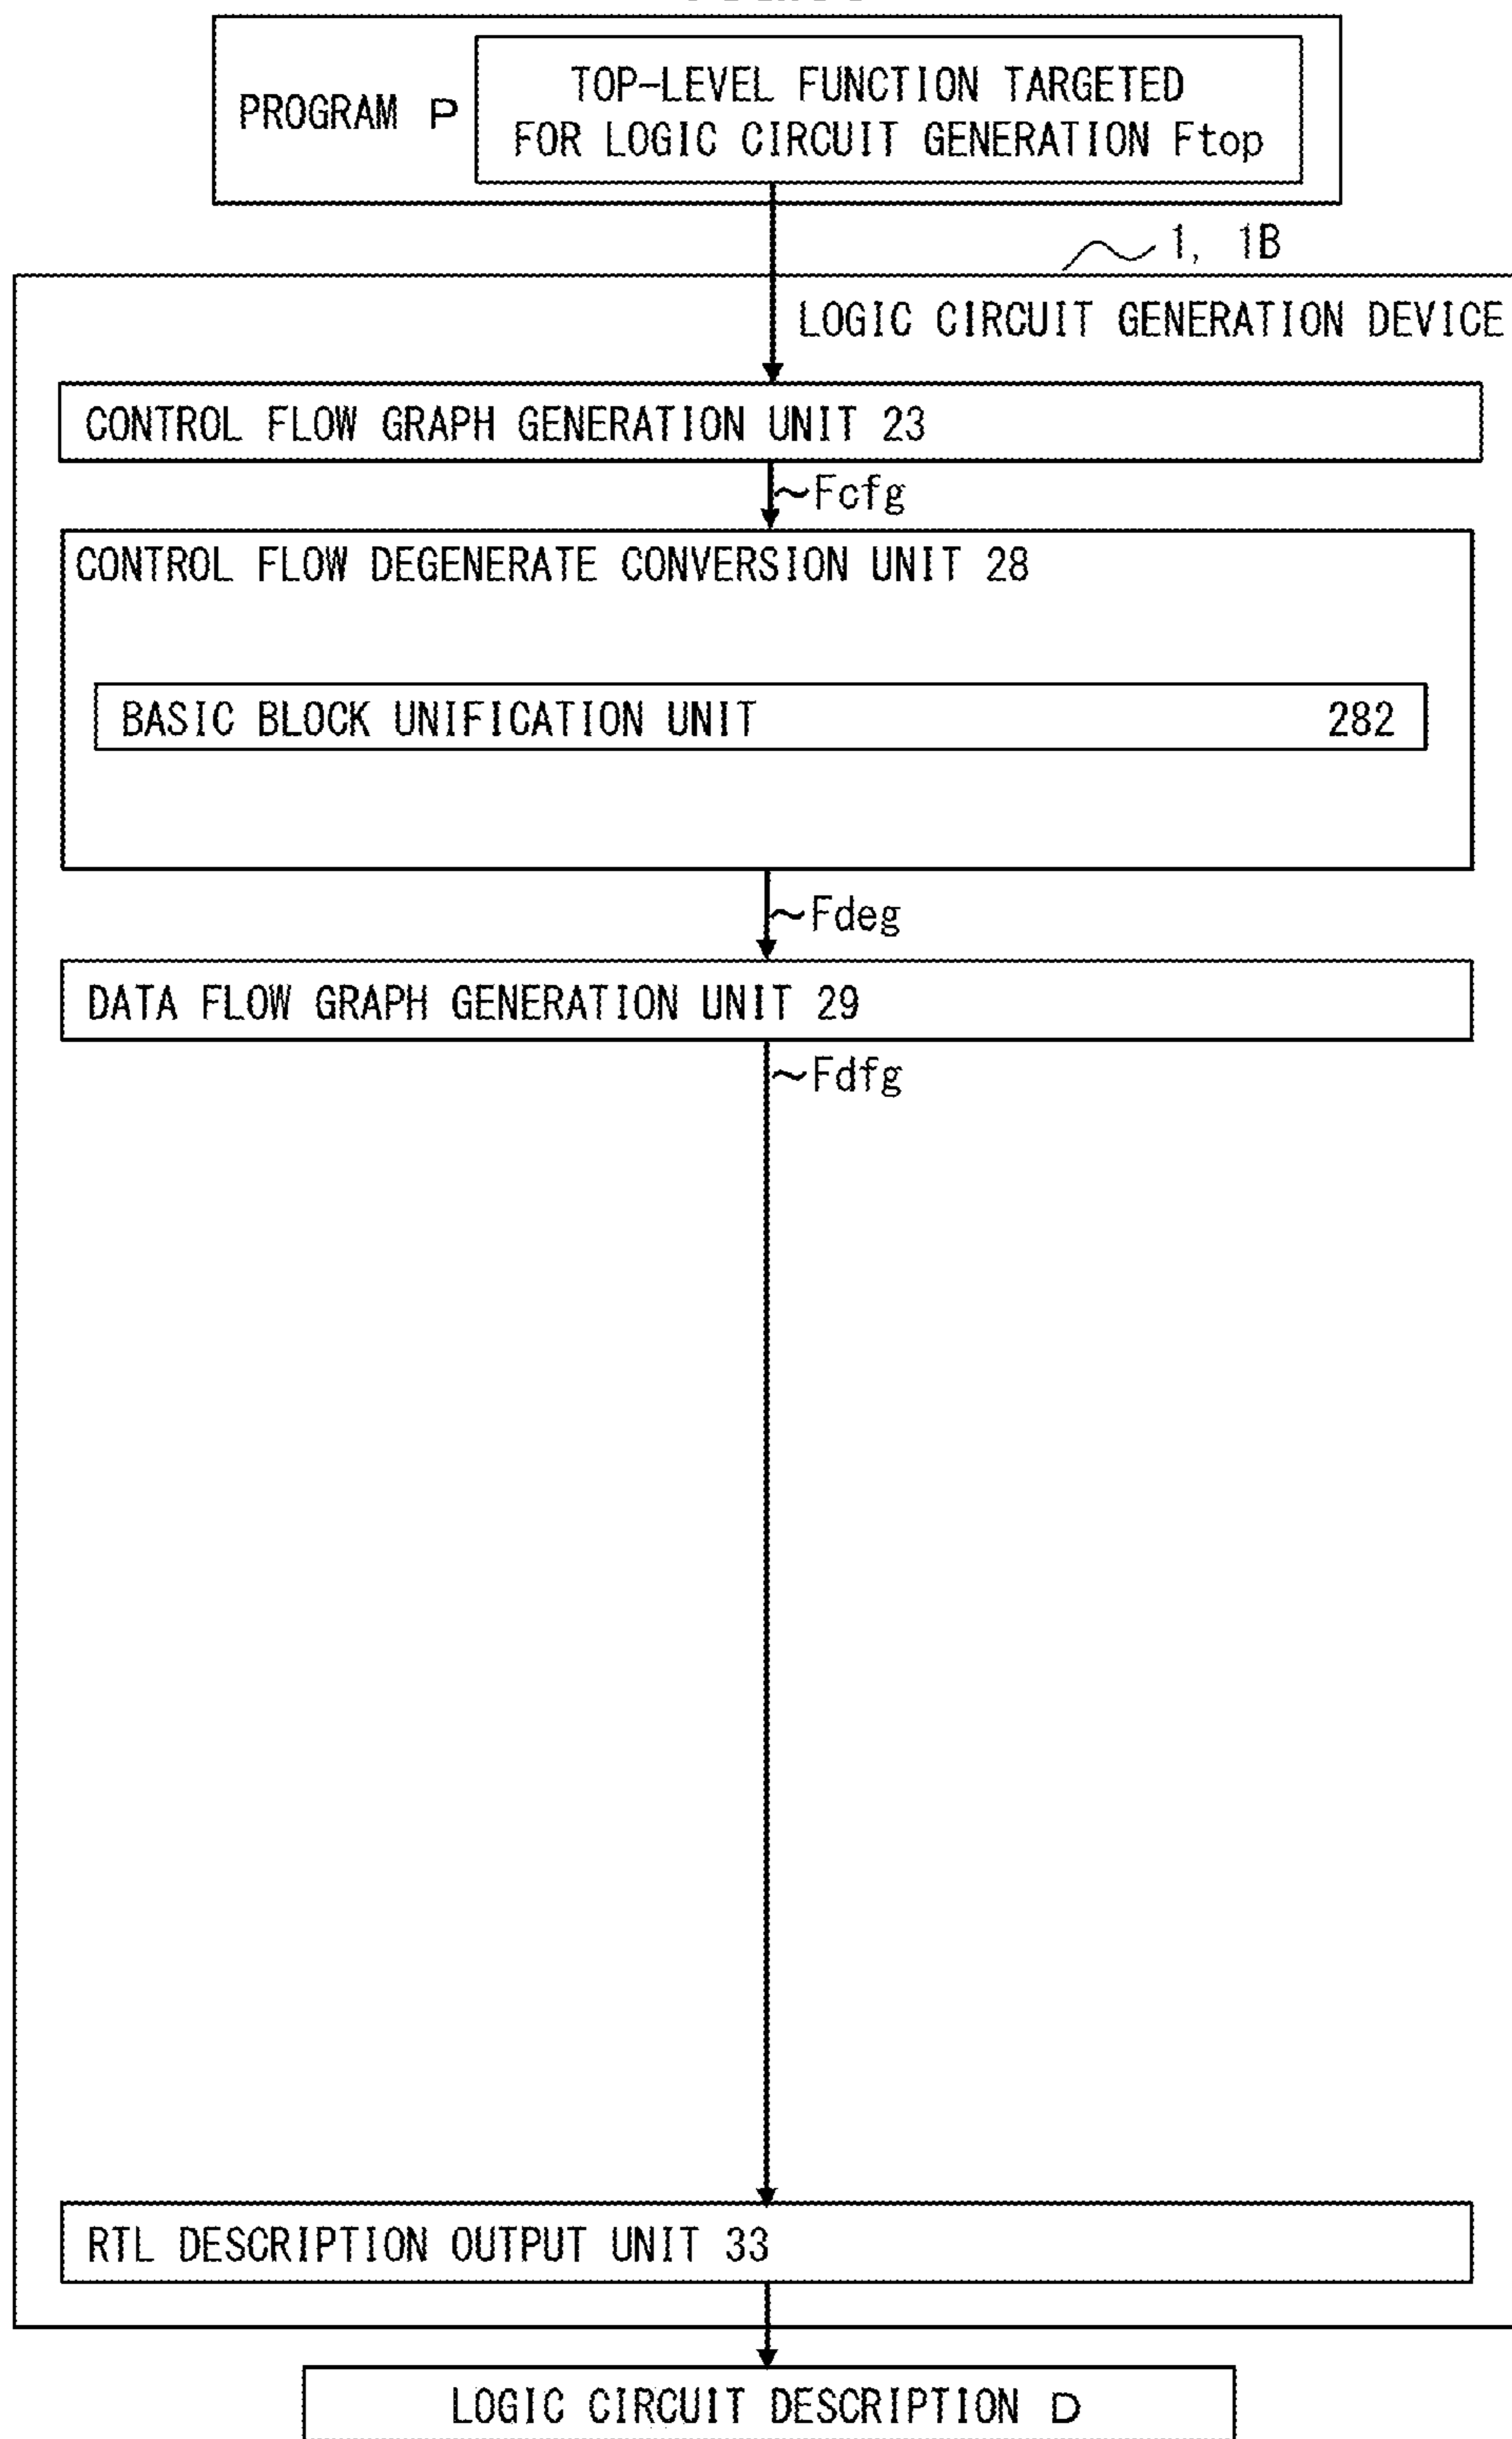 PROGRAM P
TOP-LEVEL FUNCTION TARGETED
FOR LOGIC CIRCUIT GENERATION Ftop
1, 1B
LOGIC CIRCUIT GENERATION DEVICE
CONTROL FLOW GRAPH GENERATION UNIT 23
~Fcfg
CONTROL FLOW DEGENERATE CONVERSION UNIT 28
BASIC BLOCK UNIFICATION UNIT 282
~Fdeg
DATA FLOW GRAPH GENERATION UNIT 29
~Fdfg
RTL DESCRIPTION OUTPUT UNIT 33
LOGIC CIRCUIT DESCRIPTION D